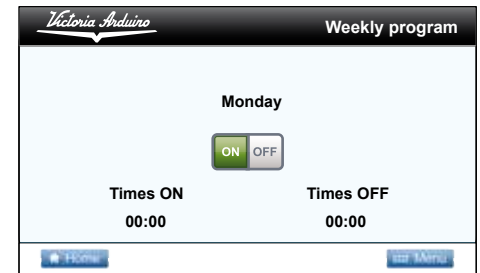 Victoria Arduino
Weekly program
Monday
ON OFF
Times ON Times OFF
00:00 00:00
Home Menu